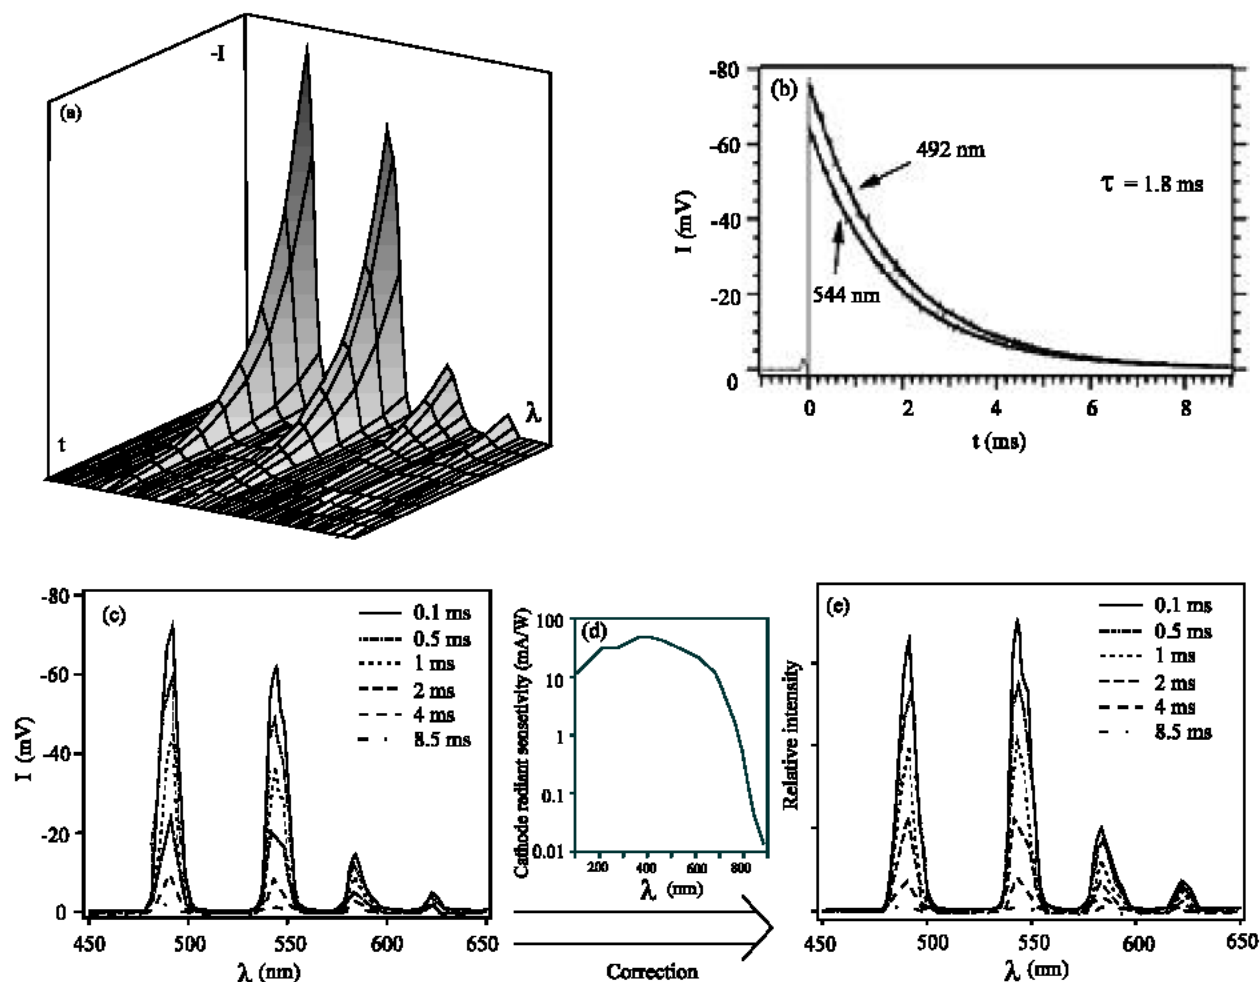 (a)
-I
t
λ
(b)
-80
-60
-40
-20
0
I (mV)
492 nm
544 nm
τ = 1.8 ms
0 2 4 6 8
t (ms)
(c)
-80
-60
-40
-20
0
I (mV)
0.1 ms
0.5 ms
1 ms
2 ms
4 ms
8.5 ms
450 500 550 600 650
λ (nm)
(d)
Cathode radiant sensetivity (mA/W)
100
10
1
0.1
0.01
200 400 600 800
λ (nm)
Correction
(e)
Relative intensity
0.1 ms
0.5 ms
1 ms
2 ms
4 ms
8.5 ms
450 500 550 600 650
λ (nm)